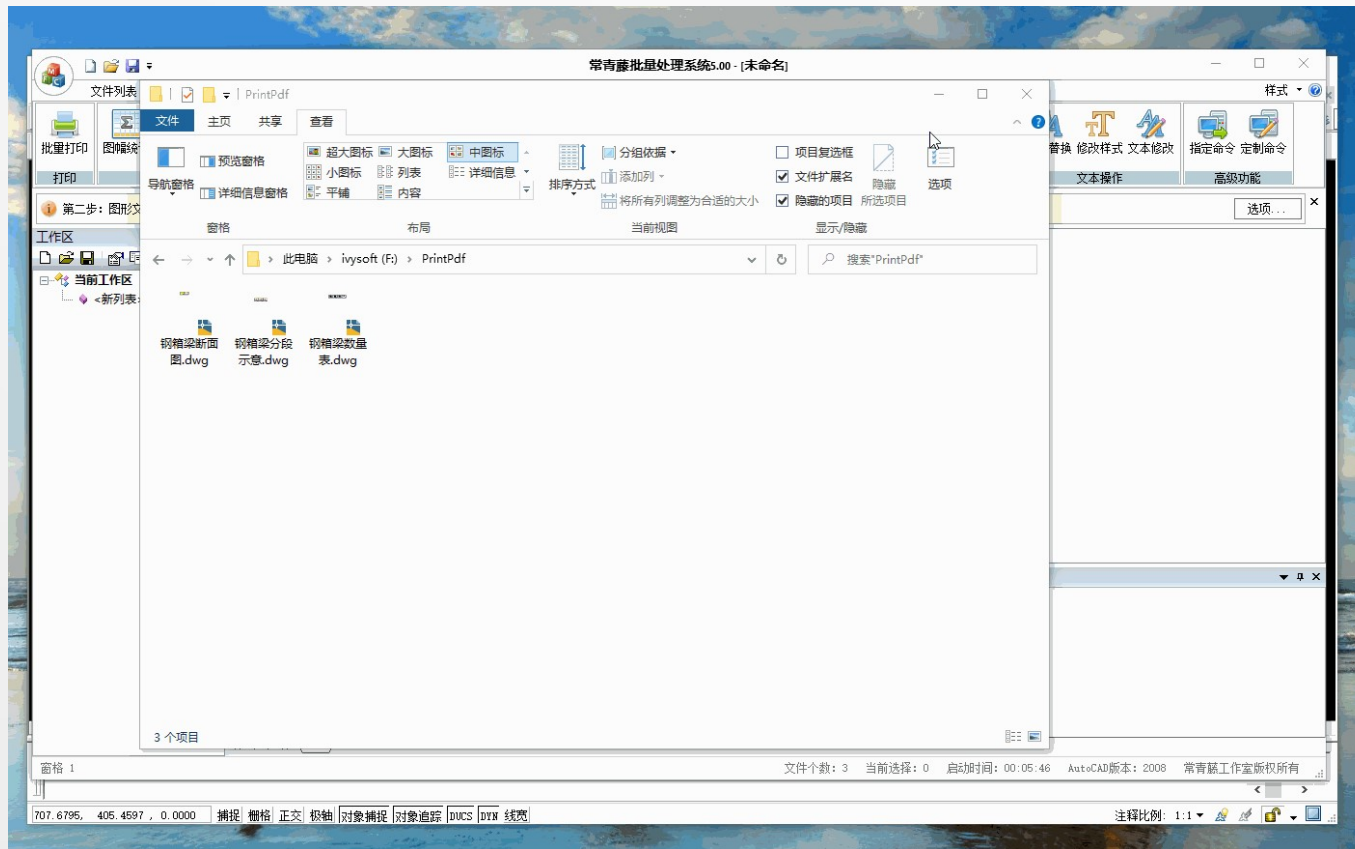 常青藤批量处理系统5.00 - [未命名]
文件列表
样式
PrintPdf
文件 主页 共享 查看
批量打印 图幅统
打印
预览窗格
导航窗格
详细信息窗格
窗格
超大图标 大图标 中图标
小图标 列表 详细信息
平铺 内容
布局
排序方式
分组依据
添加列
将所有列调整为合适的大小
当前视图
项目复选框
文件扩展名
隐藏的项目
隐藏
所选项目
显示/隐藏
选项
替换 修改样式 文本修改
文本操作
指定命令 定制命令
高级功能
第二步: 图形文
选项...
工作区
当前工作区
<新列表>
此电脑 › ivysoft (F:) › PrintPdf
搜索"PrintPdf"
钢箱梁断面
图.dwg
钢箱梁分段
示意.dwg
钢箱梁数量
表.dwg
3 个项目
窗格 1
文件个数: 3 当前选择: 0 启动时间: 00:05:46 AutoCAD版本: 2008 常青藤工作室版权所有
707.6795, 405.4597 , 0.0000 捕捉 栅格 正交 极轴 对象捕捉 对象追踪 DUCS DYN 线宽
注释比例: 1:1